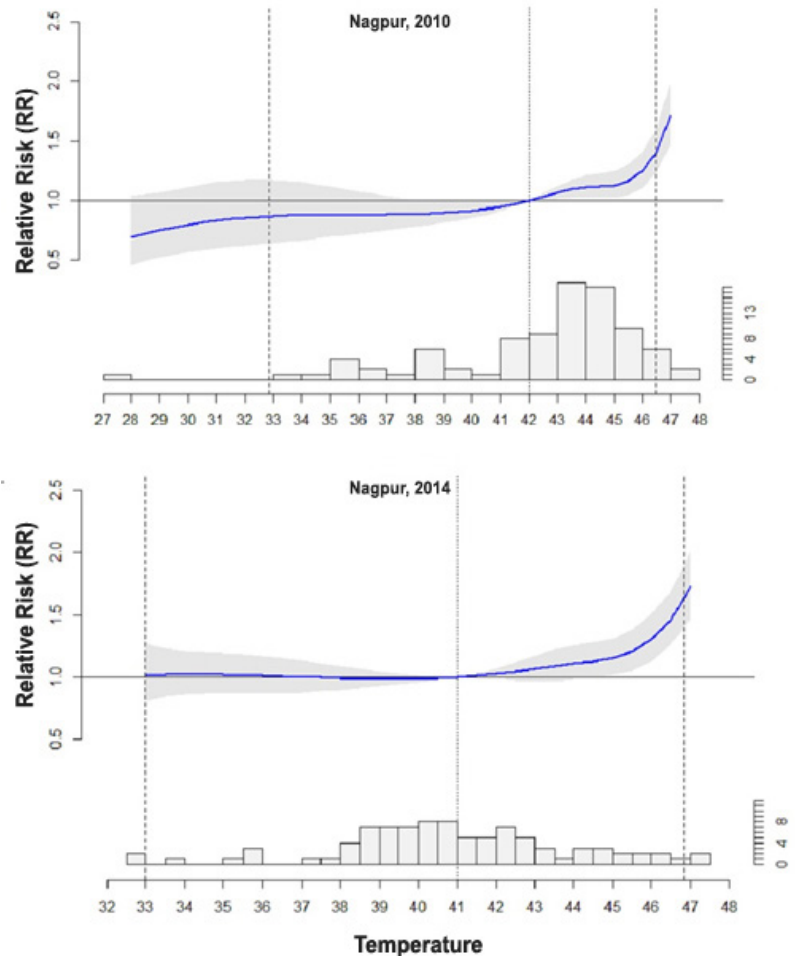 Nagpur, 2010
Relative Risk (RR)
2.5
2.0
1.5
1.0
0.5
13
8
4
0
27 28 29 30 31 32 33 34 35 36 37 38 39 40 41 42 43 44 45 46 47 48
Nagpur, 2014
Relative Risk (RR)
2.5
2.0
1.5
1.0
0.5
8
4
0
32 33 34 35 36 37 38 39 40 41 42 43 44 45 46 47 48
Temperature